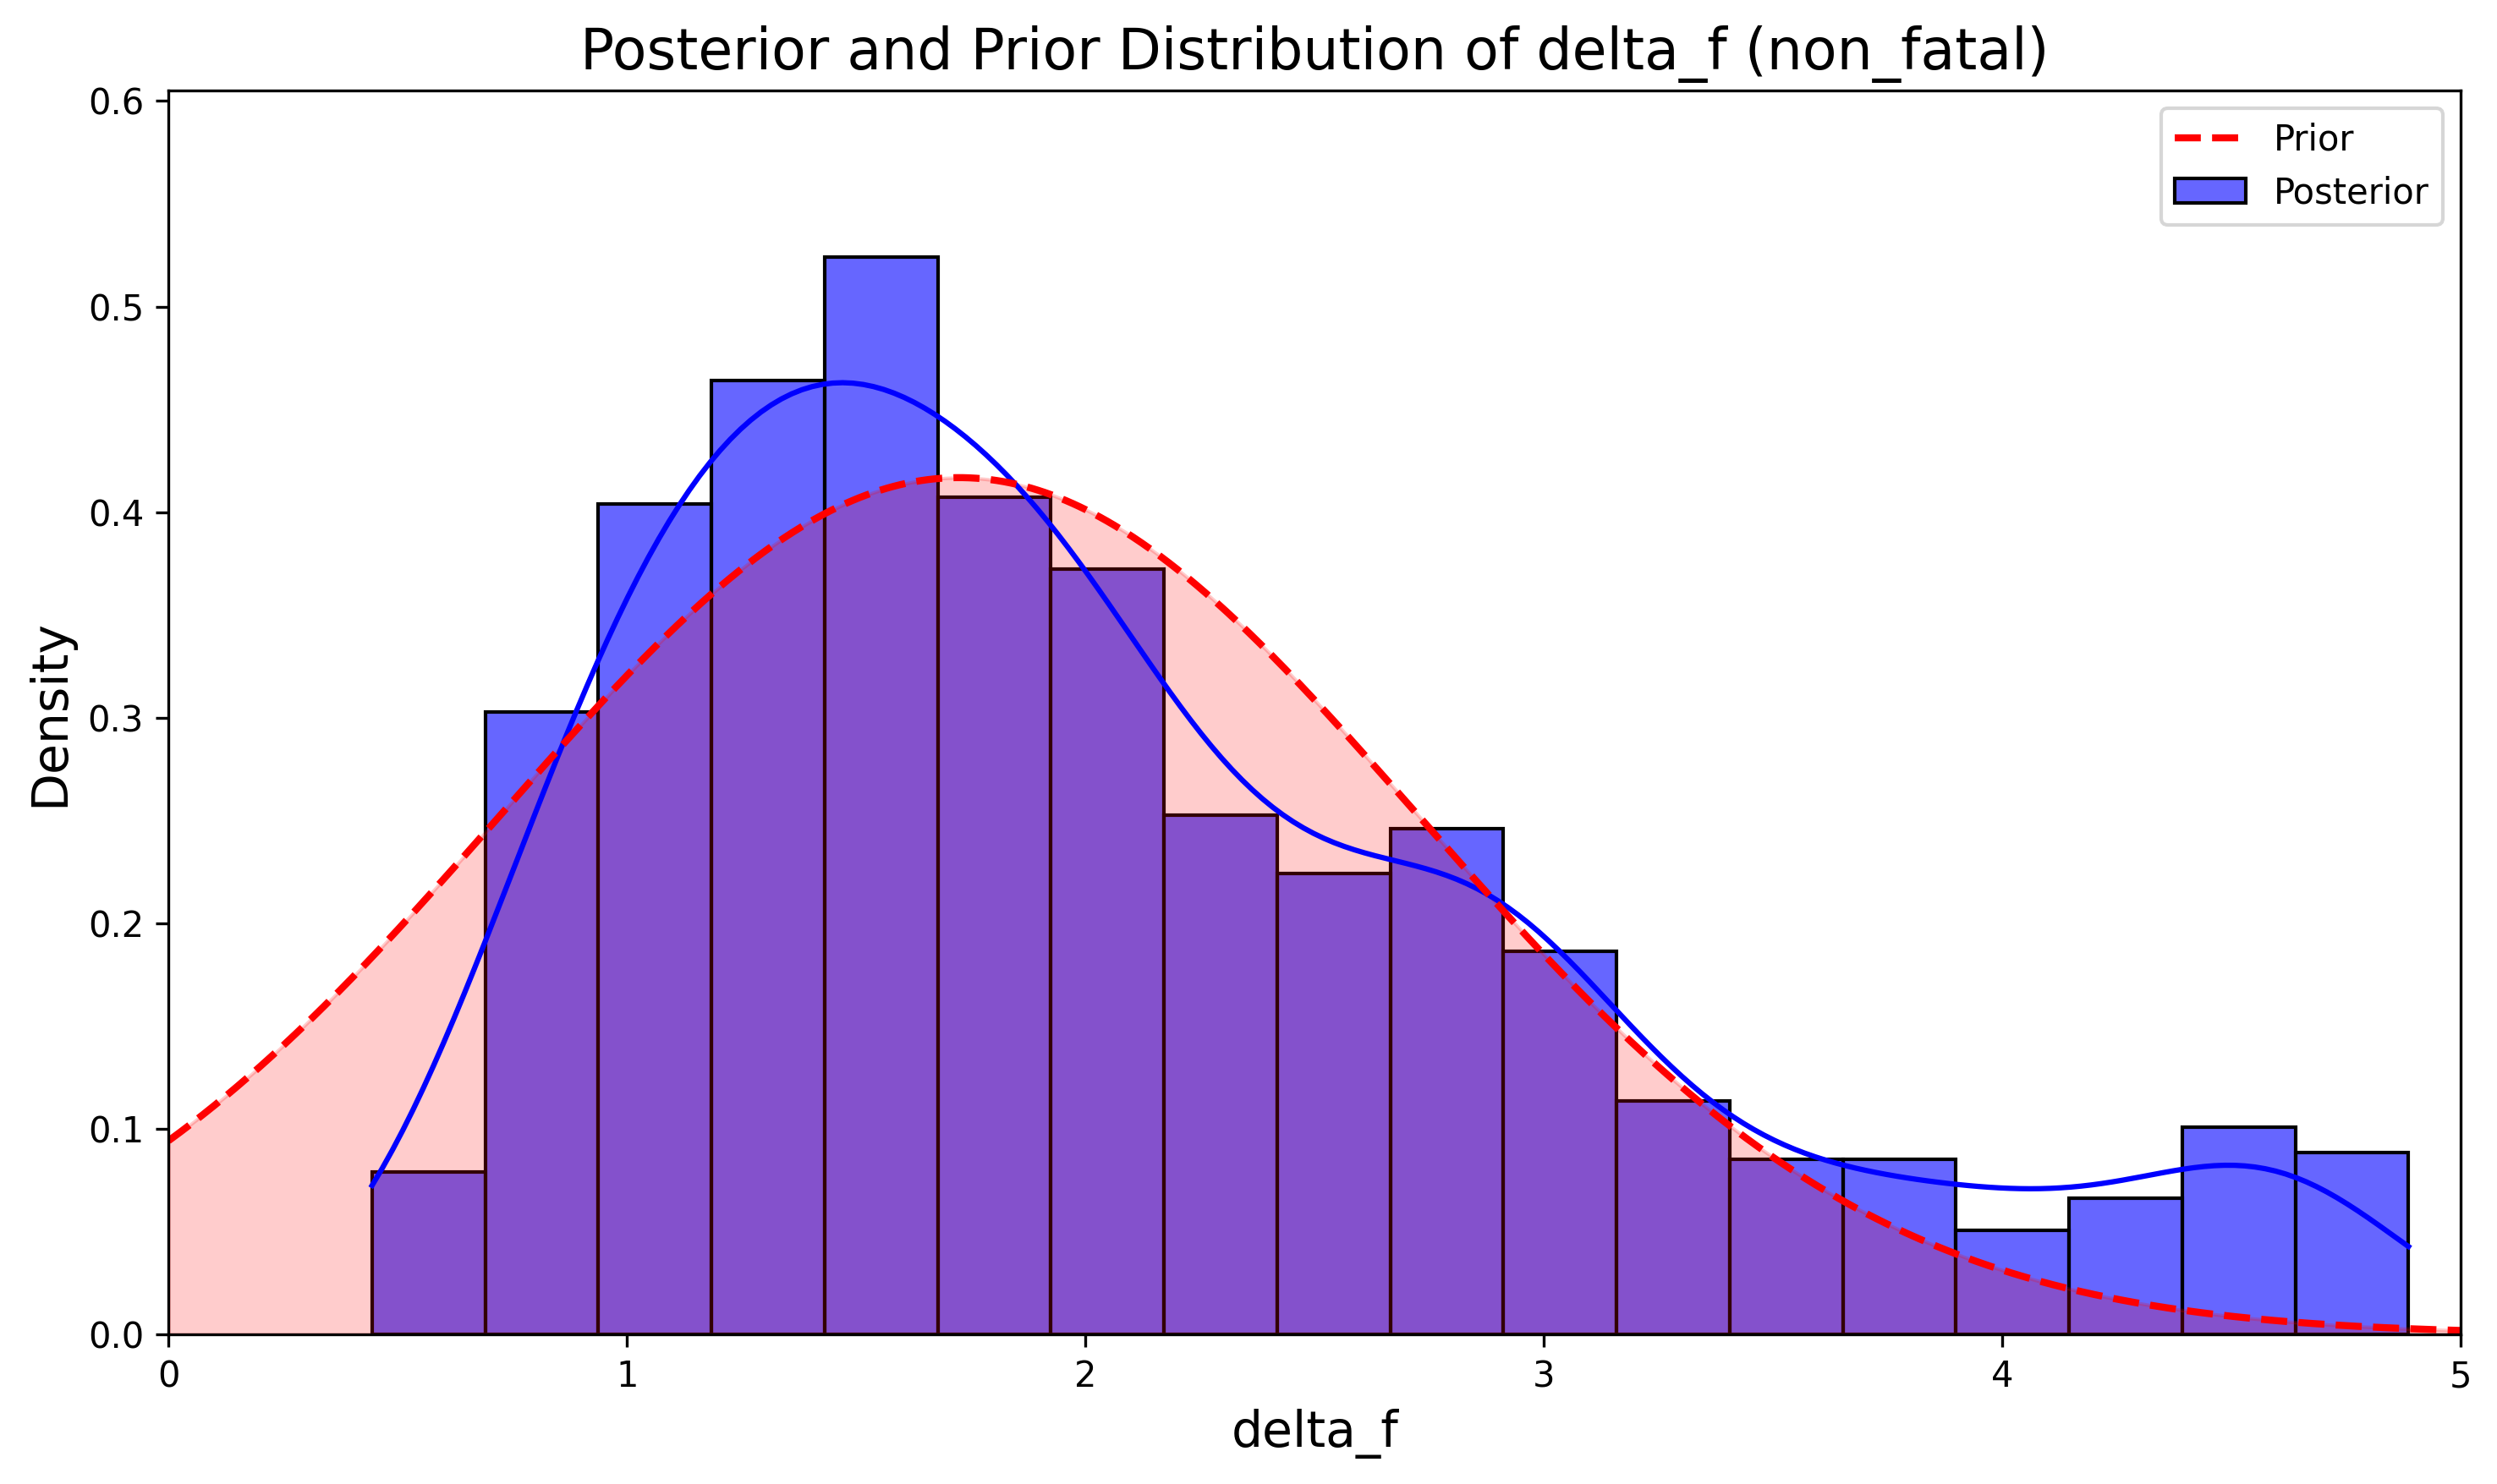 Posterior and Prior Distribution of delta_f (non_fatal)
Prior
Posterior
Density
0.6
0.5
0.4
0.3
0.2
0.1
0.0
0 1 2 3 4 5
delta_f